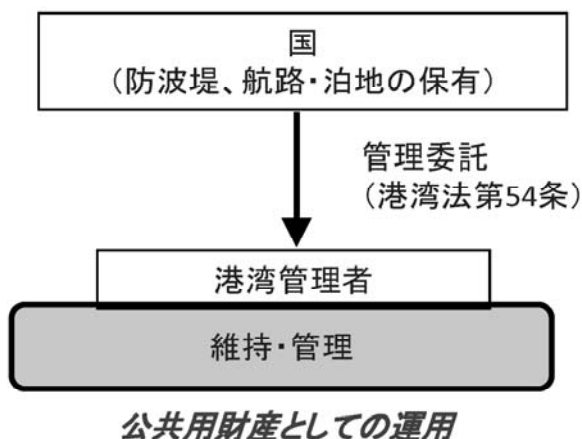 国
（防波堤、航路・泊地の保有）
管理委託
（港湾法第54条）
港湾管理者
維持・管理
公共用財産としての運用